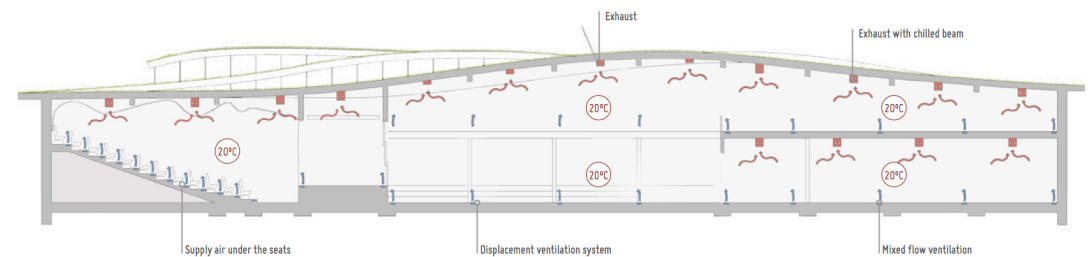 Exhaust
Exhaust with chilled beam
20ºC
20ºC
20ºC
20ºC
20ºC
Supply air under the seats
Displacement ventilation system
Mixed flow ventilation